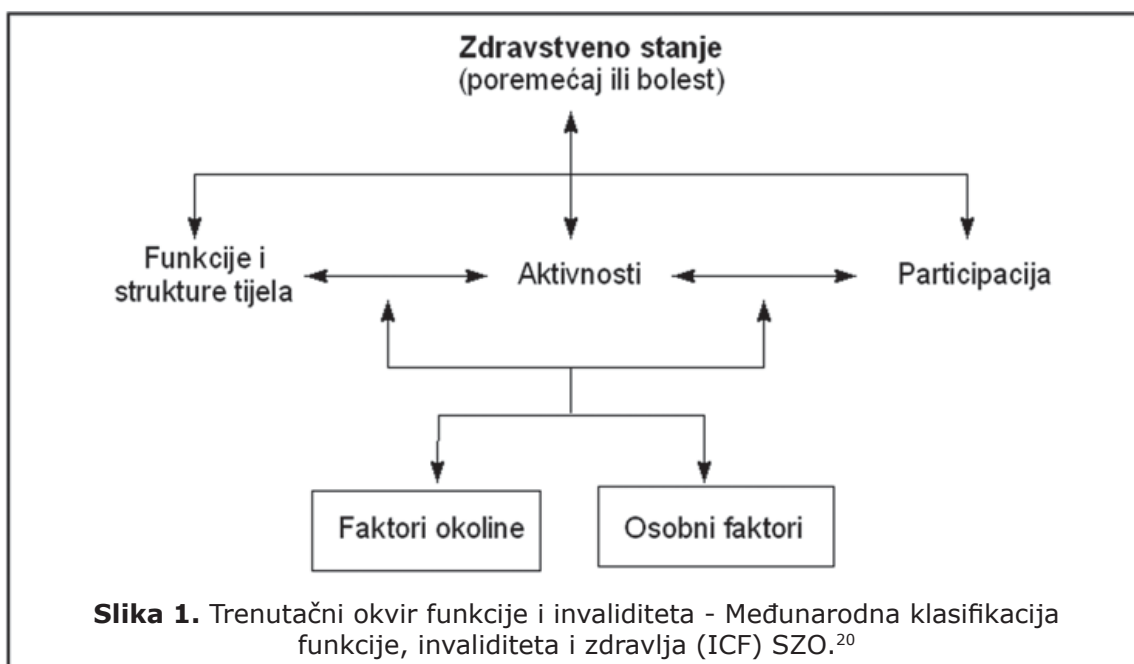 Zdravstveno stanje
(poremećaj ili bolest)
Funkcije i
strukture tijela
Aktivnosti
Participacija
Faktori okoline
Osobni faktori
Slika 1. Trenutačni okvir funkcije i invaliditeta - Međunarodna klasifikacija
funkcije, invaliditeta i zdravlja (ICF) SZO.20